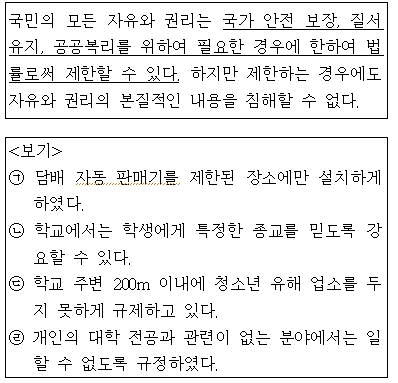 국민의 모든 자유와 권리는 국가 안전 보장, 질서
유지, 공공복리를 위하여 필요한 경우에 한하여 법
률로써 제한할 수 있다. 하지만 제한하는 경우에도
자유와 권리의 본질적인 내용을 침해할 수 없다.
<보기>
㉠ 담배 자동 판매기를 제한된 장소에만 설치하게
하였다.
㉡ 학교에서는 학생에게 특정한 종교를 믿도록 강
요할 수 있다.
㉢ 학교 주변 200m 이내에 청소년 유해 업소를 두
지 못하게 규제하고 있다.
㉣ 개인의 대학 전공과 관련이 없는 분야에서는 일
할 수 없도록 규정하였다.